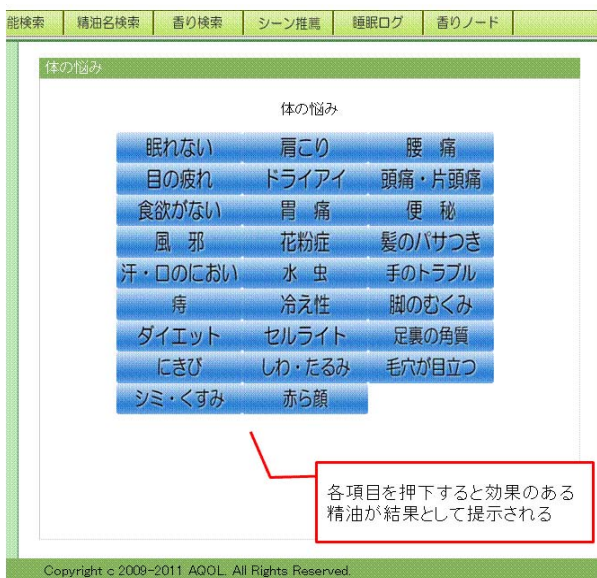 能検索 精油名検索 香り検索 シーン推薦 睡眠ログ 香りノード
体の悩み
体の悩み
眠れない 肩こり 腰 痛
目の疲れ ドライアイ 頭痛・片頭痛
食欲がない 胃 痛 便 秘
風 邪 花粉症 髪のパサつき
汗・口のにおい 水 虫 手のトラブル
痔 冷え性 脚のむくみ
ダイエット セルライト 足裏の角質
にきび しわ・たるみ 毛穴が目立つ
シミ・くすみ 赤ら顔
各項目を押下すると効果のある
精油が結果として提示される
Copyright c 2009-2011 AQOL. All Rights Reserved.